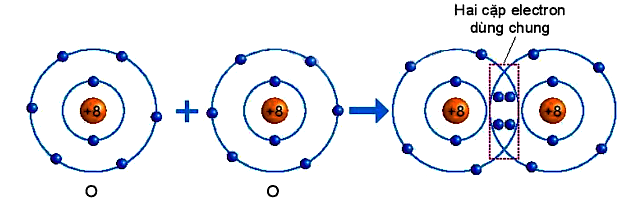 Hai cặp electron
dùng chung
+8 + +8 +8 +8
O O